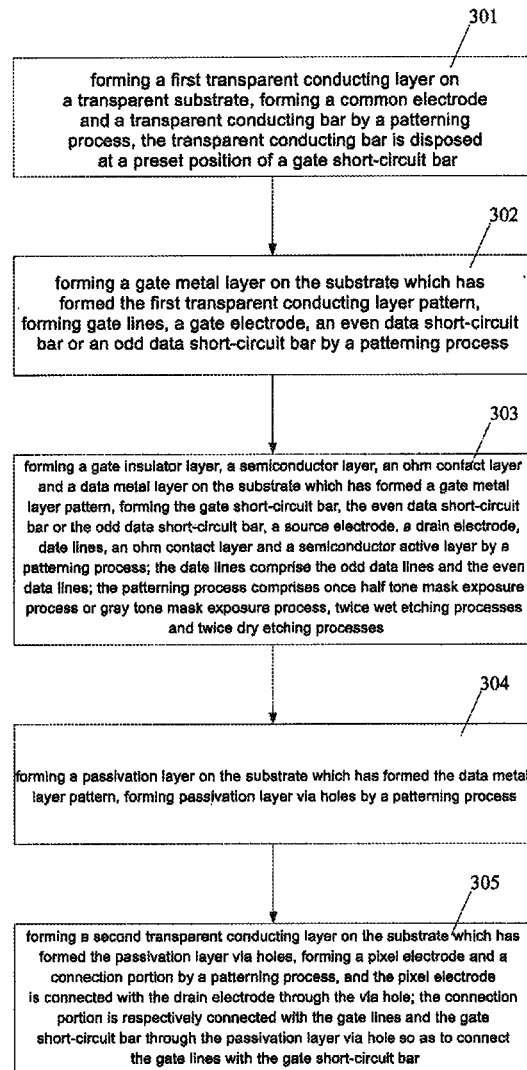 301
forming a first transparent conducting layer on
a transparent substrate, forming a common electrode
and a transparent conducting bar by a patterning
process, the transparent conducting bar is disposed
at a preset position of a gate short-circuit bar
302
forming a gate metal layer on the substrate which has
formed the first transparent conducting layer pattern,
forming gate lines, a gate electrode, an even data short-circuit
bar or an odd data short-circuit bar by a patterning process
303
forming a gate insulator layer, a semiconductor layer, an ohm contact layer
and a data metal layer on the substrate which has formed a gate metal
layer pattern, forming the gate short-circuit bar, the even data short-circuit
bar or the odd data short-circuit bar, a source electrode, a drain electrode,
date lines, an ohm contact layer and a semiconductor active layer by a
patterning process; the date lines comprise the odd data lines and the even
data lines; the patterning process comprises once half tone mask exposure
process or gray tone mask exposure process, twice wet etching processes
and twice dry etching processes
304
forming a passivation layer on the substrate which has formed the data metal
layer pattern, forming passivation layer via holes by a patterning process
305
forming a second transparent conducting layer on the substrate which has
formed the passivation layer via holes, forming a pixel electrode and a
connection portion by a patterning process, and the pixel electrode
is connected with the drain electrode through the via hole; the connection
portion is respectively connected with the gate lines and the gate
short-circuit bar through the passivation layer via hole so as to connect
the gate lines with the gate short-circuit bar